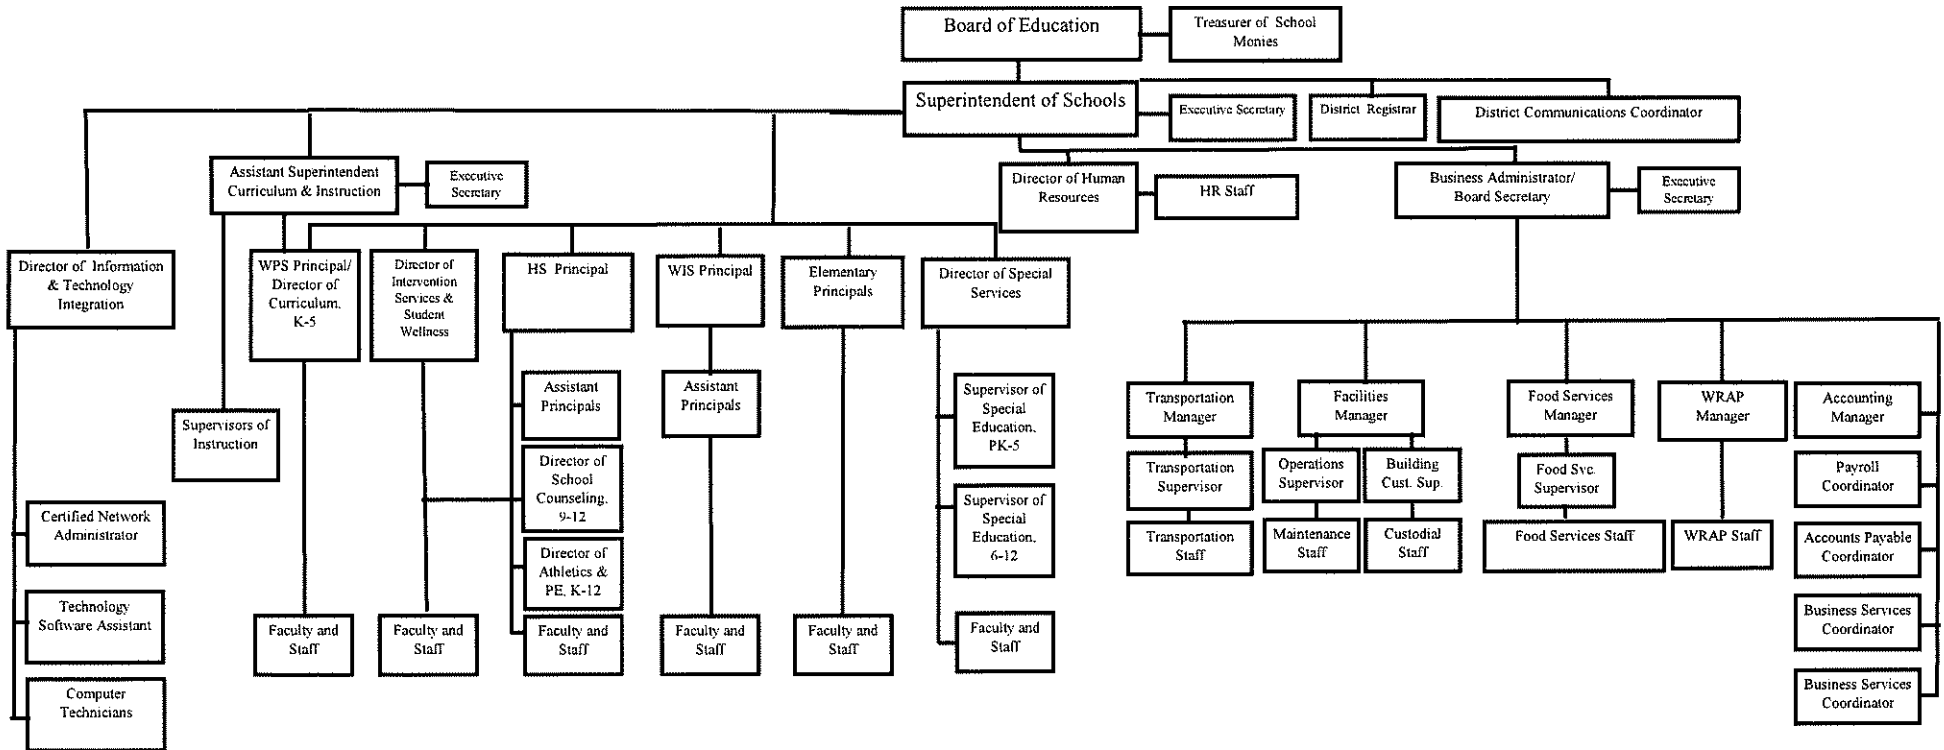 Board of Education
Treasurer of School
Monies
Superintendent of Schools
Executive Secretary
District Registrar
District Communications Coordinator
Assistant Superintendent
Curriculum & Instruction
Executive
Secretary
Director of Human
Resources
HR Staff
Business Administrator/
Board Secretary
Executive
Secretary
Director of Information
& Technology
Integration
WPS Principal/
Director of
Curriculum,
K-5
Director of
Intervention
Services &
Student
Wellness
HS Principal
WIS Principal
Elementary
Principals
Director of Special
Services
Supervisors of
Instruction
Assistant
Principals
Assistant
Principals
Supervisor of
Special
Education,
PK-5
Transportation
Manager
Facilities
Manager
Food Services
Manager
WRAP
Manager
Accounting
Manager
Director of
School
Counseling,
9-12
Transportation
Supervisor
Operations
Supervisor
Building
Cust. Sup.
Food Svc.
Supervisor
Payroll
Coordinator
Certified Network
Administrator
Supervisor of
Special
Education,
6-12
Transportation
Staff
Maintenance
Staff
Custodial
Staff
Food Services Staff
WRAP Staff
Accounts Payable
Coordinator
Director of
Athletics &
PE, K-12
Technology
Software Assistant
Faculty and
Staff
Faculty and
Staff
Faculty and
Staff
Faculty and
Staff
Faculty and
Staff
Faculty and
Staff
Business Services
Coordinator
Computer
Technicians
Business Services
Coordinator